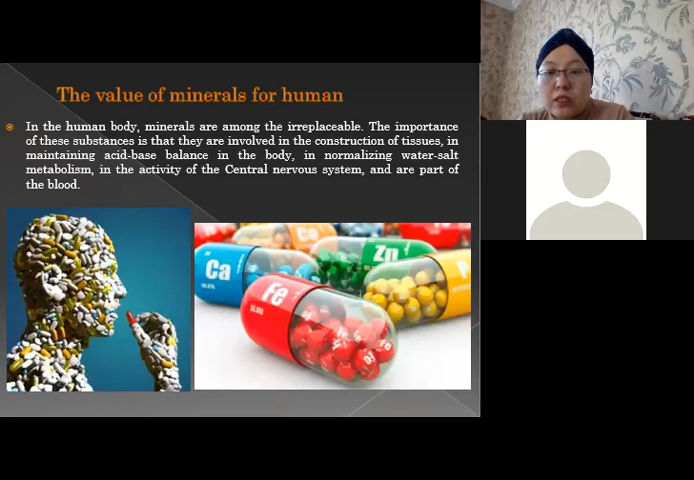 The value of minerals for human
In the human body, minerals are among the irreplaceable. The importance
of these substances is that they are involved in the construction of tissues, in
maintaining acid-base balance in the body, in normalizing water-salt
metabolism, in the activity of the Central nervous system, and are part of
the blood.
Ca
Zn
Fe